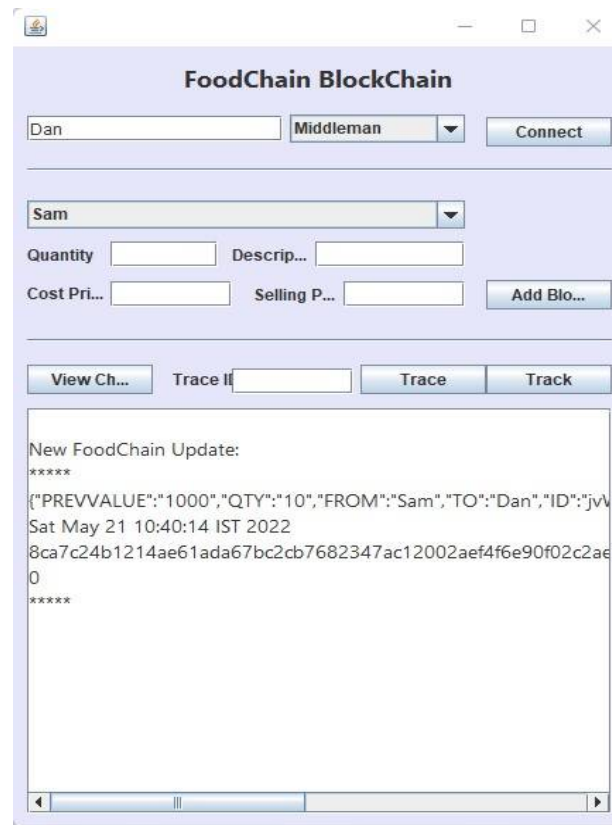 FoodChain BlockChain
Dan Middleman Connect
Sam
Quantity Descrip...
Cost Pri... Selling P... Add Blo...
View Ch... Trace Trace Track
New FoodChain Update:
*****
{"PREVVALUE":"1000","QTY":"10","FROM":"Sam","TO":"Dan","ID":"jv
Sat May 21 10:40:14 IST 2022
8ca7c24b1214ae61ada67bc2cb7682347ac12002aef4f6e90f02c2ae
0
*****